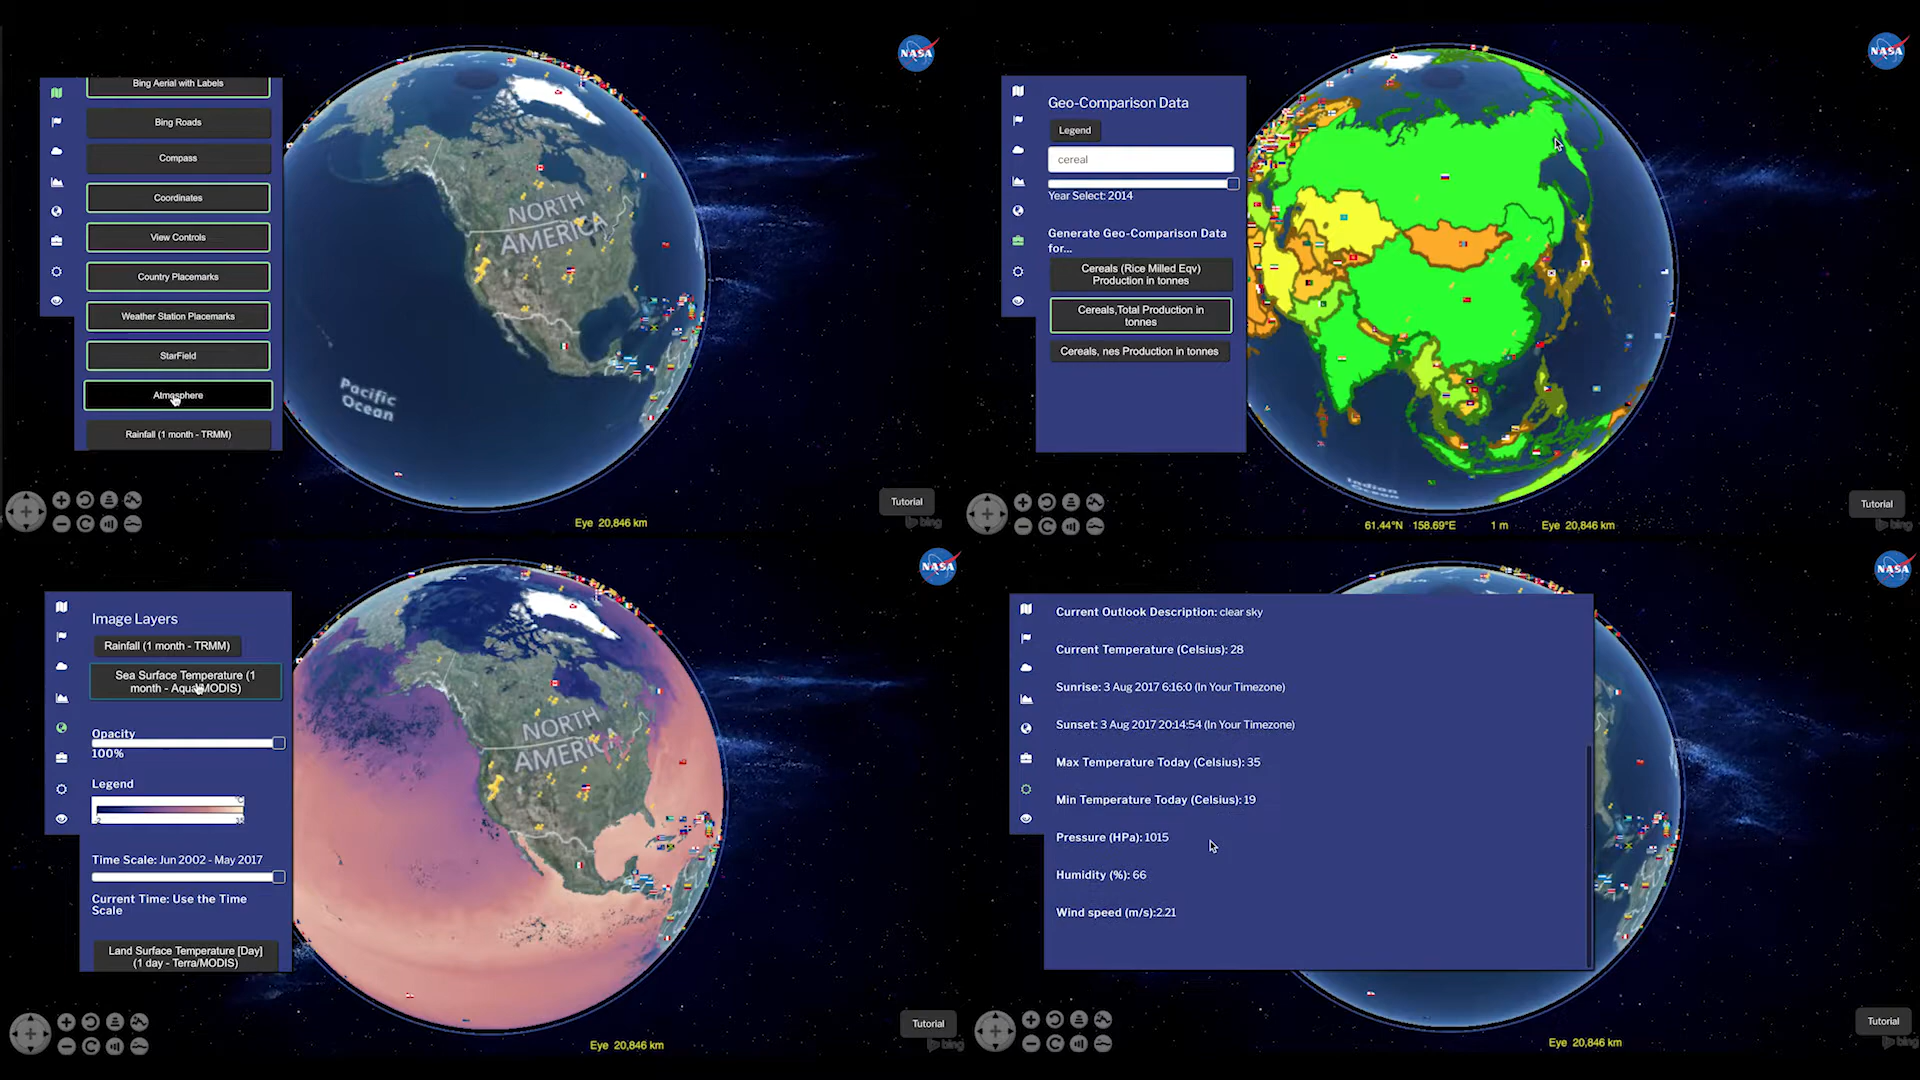 Bing Aerial with Labels
Bing Roads
Compass
Coordinates
View Controls
Country Placemarks
Weather Station Placemarks
StarField
Atmosphere
Rainfall (1 month - TRMM)
NASA
NORTH
AMERICA
Pacific
Ocean
Tutorial
bing
Eye 20,846 km
NASA
Geo-Comparison Data
Legend
cereal
Year Select: 2014
Generate Geo-Comparison Data
for...
Cereals (Rice Milled Eqv)
Production in tonnes
Cereals,Total Production in
tonnes
Cereals, nes Production in tonnes
Indian
Ocean
Tutorial
bing
61.44°N 158.69°E 1 m Eye 20,846 km
NASA
Image Layers
Rainfall (1 month - TRMM)
Sea Surface Temperature (1
month - Aqua/MODIS)
Opacity
100%
Legend
°C
Time Scale: Jun 2002 - May 2017
Current Time: Use the Time
Scale
Land Surface Temperature [Day]
(1 day - Terra/MODIS)
NORTH
AMERICA
Tutorial
bing
Eye 20,846 km
NASA
Current Outlook Description: clear sky
Current Temperature (Celsius): 28
Sunrise: 3 Aug 2017 6:16:0 (In Your Timezone)
Sunset: 3 Aug 2017 20:14:54 (In Your Timezone)
Max Temperature Today (Celsius): 35
Min Temperature Today (Celsius): 19
Pressure (HPa): 1015
Humidity (%): 66
Wind speed (m/s):2.21
Tutorial
bing
Eye 20,846 km